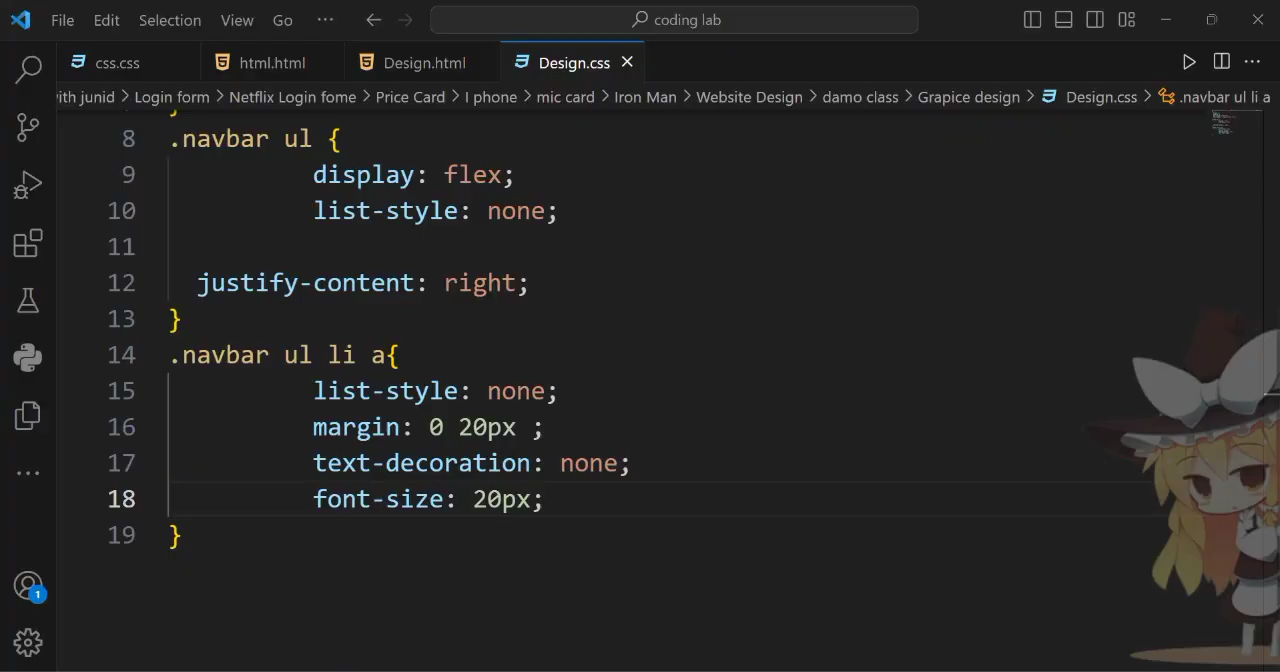 File Edit Selection View Go ··· coding lab
css.css html.html Design.html Design.css
ith junid > Login form > Netflix Login fome > Price Card > I phone > mic card > Iron Man > Website Design > damo class > Grapice design > Design.css > .navbar ul li a
}
8 .navbar ul {
9 display: flex;
10 list-style: none;
11
12 justify-content: right;
13 }
14 .navbar ul li a{
15 list-style: none;
16 margin: 0 20px ;
17 text-decoration: none;
18 font-size: 20px;
19 }
1